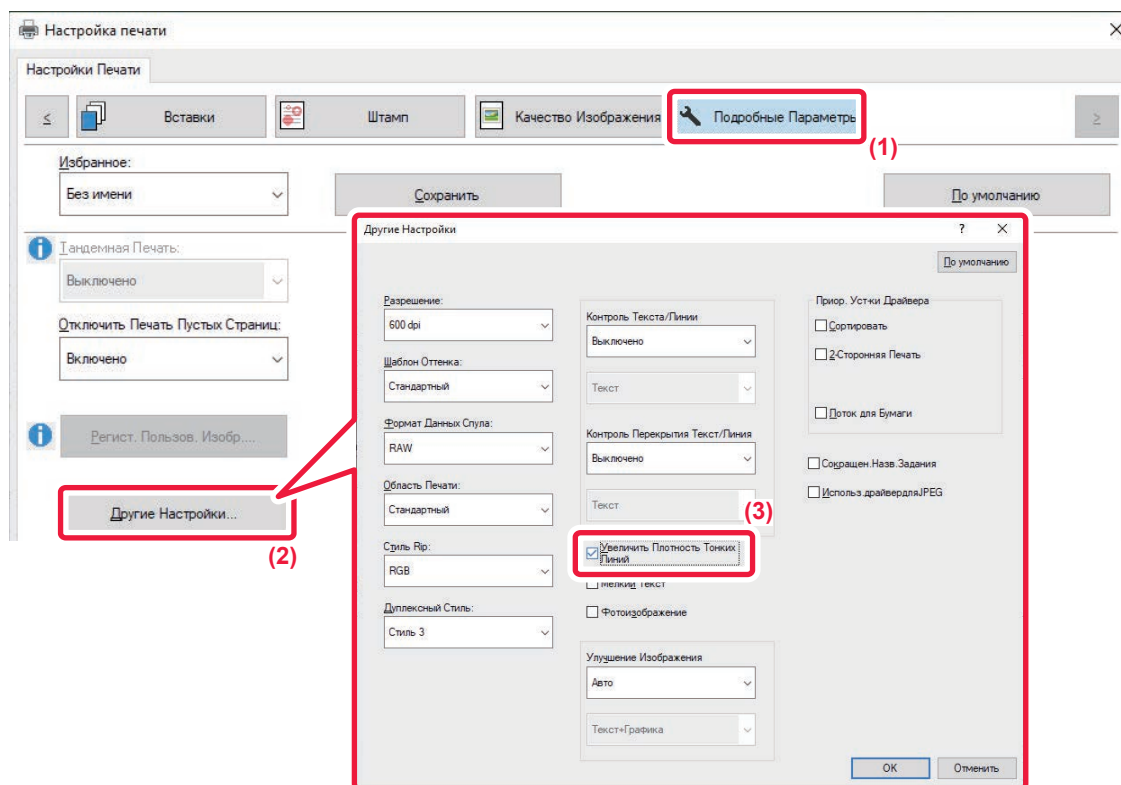 Настройка печати
Настройки Печати
<
Вставки
Штамп
Качество Изображения
Подробные Параметры
>
(1)
Избранное:
Без имени
Сохранить
По умолчанию
Тандемная Печать:
Выключено
Отключить Печать Пустых Страниц:
Включено
Регист. Пользов. Изобр....
Другие Настройки...
(2)
Другие Настройки
?
По умолчанию
Разрешение:
600 dpi
Шаблон Оттенка:
Стандартный
Формат Данных Спула:
RAW
Область Печати:
Стандартный
Стиль Rip:
RGB
Дуплексный Стиль:
Стиль 3
Контроль Текста/Линии
Выключено
Текст
Контроль Перекрытия Текст/Линия
Выключено
Текст
(3)
Увеличить Плотность Тонких
Линий
Мелкий Текст
Фотоизображение
Улучшение Изображения
Авто
Текст+Графика
Приор. Уст-ки Драйвера
Сортировать
2-Сторонняя Печать
Лоток для Бумаги
Сокращен.Назв.Задания
Использ.драйвердляJPEG
OK
Отменить